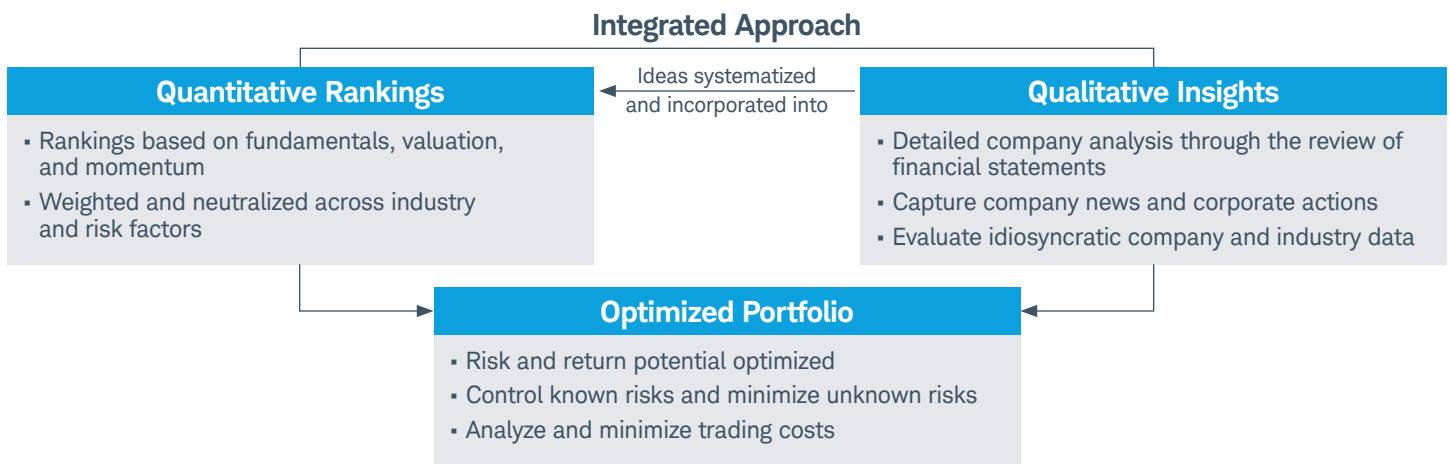 Integrated Approach
Quantitative Rankings
▪ Rankings based on fundamentals, valuation,
and momentum
▪ Weighted and neutralized across industry
and risk factors
Ideas systematized
and incorporated into
Qualitative Insights
▪ Detailed company analysis through the review of
financial statements
▪ Capture company news and corporate actions
▪ Evaluate idiosyncratic company and industry data
Optimized Portfolio
▪ Risk and return potential optimized
▪ Control known risks and minimize unknown risks
▪ Analyze and minimize trading costs